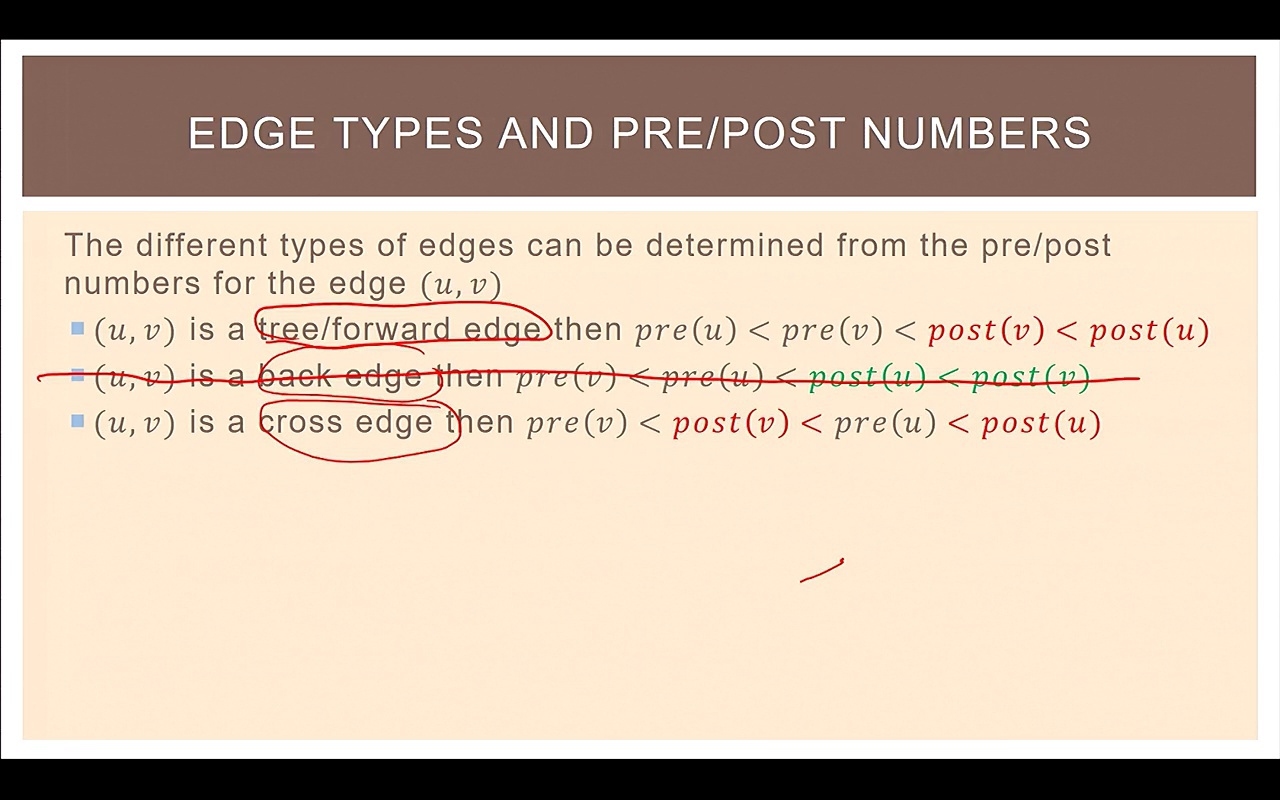 EDGE TYPES AND PRE/POST NUMBERS
The different types of edges can be determined from the pre/post
numbers for the edge (u, v)
(u, v) is a tree/forward edge then pre(u) < pre(v) < post(v) < post(u)
(u, v) is a back edge then pre(v) < pre(u) < post(u) < post(v)
(u, v) is a cross edge then pre(v) < post(v) < pre(u) < post(u)